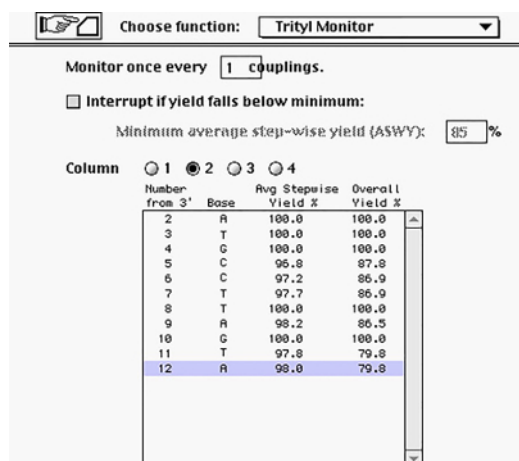 Choose function: Trityl Monitor
Monitor once every 1 couplings.
Interrupt if yield falls below minimum:
Minimum average step-wise yield (ASWY): 85 %
Column 1 2 3 4
Number Avg Stepwise Overall
from 3' Base Yield % Yield %
2 A 100.0 100.0
3 T 100.0 100.0
4 G 100.0 100.0
5 C 96.8 87.8
6 C 97.2 86.9
7 T 97.7 86.9
8 T 100.0 100.0
9 A 98.2 86.5
10 G 100.0 100.0
11 T 97.8 79.8
12 A 98.0 79.8